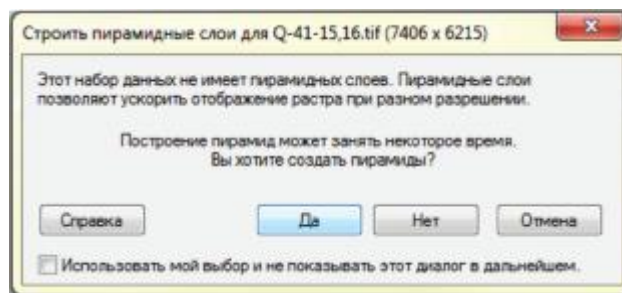 Строить пирамидные слои для Q-41-15,16.tif (7406 x 6215)
Этот набор данных не имеет пирамидных слоев. Пирамидные слои
позволяют ускорить отображение растра при разном разрешении.
Построение пирамид может занять некоторое время.
Вы хотите создать пирамиды?
Справка Да Нет Отмена
Использовать мой выбор и не показывать этот диалог в дальнейшем.